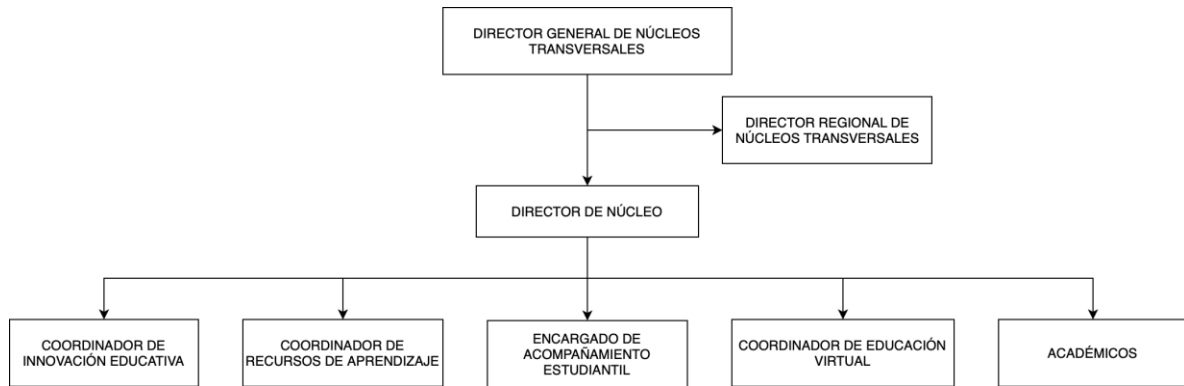 DIRECTOR GENERAL DE NÚCLEOS
TRANSVERSALES
DIRECTOR REGIONAL DE
NÚCLEOS TRANSVERSALES
DIRECTOR DE NÚCLEO
COORDINADOR DE
INNOVACIÓN EDUCATIVA
COORDINADOR DE
RECURSOS DE APRENDIZAJE
ENCARGADO DE
ACOMPAÑAMIENTO
ESTUDIANTIL
COORDINADOR DE EDUCACIÓN
VIRTUAL
ACADÉMICOS